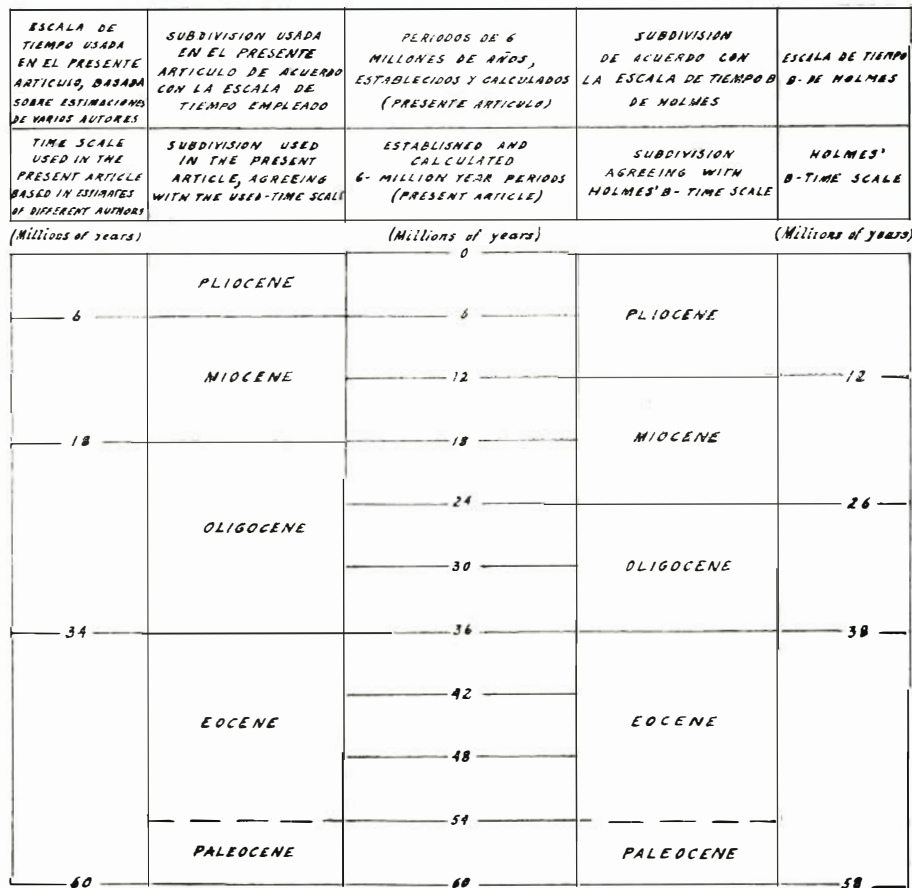 ESCALA DE
TIEMPO USADA
EN EL PRESENTE
ARTICULO, BASADA
SOBRE ESTIMACIONES
DE VARIOS AUTORES
SUBDIVISION USADA
EN EL PRESENTE
ARTICULO DE ACUERDO
CON LA ESCALA DE
TIEMPO EMPLEADO
PERIODOS DE 6
MILLONES DE AÑOS,
ESTABLECIDOS Y CALCULADOS
(PRESENTE ARTICULO)
SUBDIVISION
DE ACUERDO CON
LA ESCALA DE TIEMPO B
DE HOLMES
ESCALA DE TIEMPO
B- DE HOLMES
TIME SCALE
USED IN THE
PRESENT ARTICLE
BASED IN ESTIMATES
OF DIFFERENT AUTHORS
SUBDIVISION USED
IN THE PRESENT
ARTICLE, AGREEING
WITH THE USED-TIME SCALE
ESTABLISHED AND
CALCULATED
6- MILLION YEAR PERIODS
(PRESENT ARTICLE)
SUBDIVISION
AGREEING WITH
HOLMES' B-TIME SCALE
HOLMES'
B-TIME SCALE
(Millions of years)
(Millions of years)
(Millions of years)
0
PLIOCENE
6
6
PLIOCENE
MIOCENE
12
12
18
18
MIOCENE
24
26
OLIGOCENE
30
OLIGOCENE
34
36
38
42
EOCENE
EOCENE
48
54
PALEOCENE
PALEOCENE
60
60
58